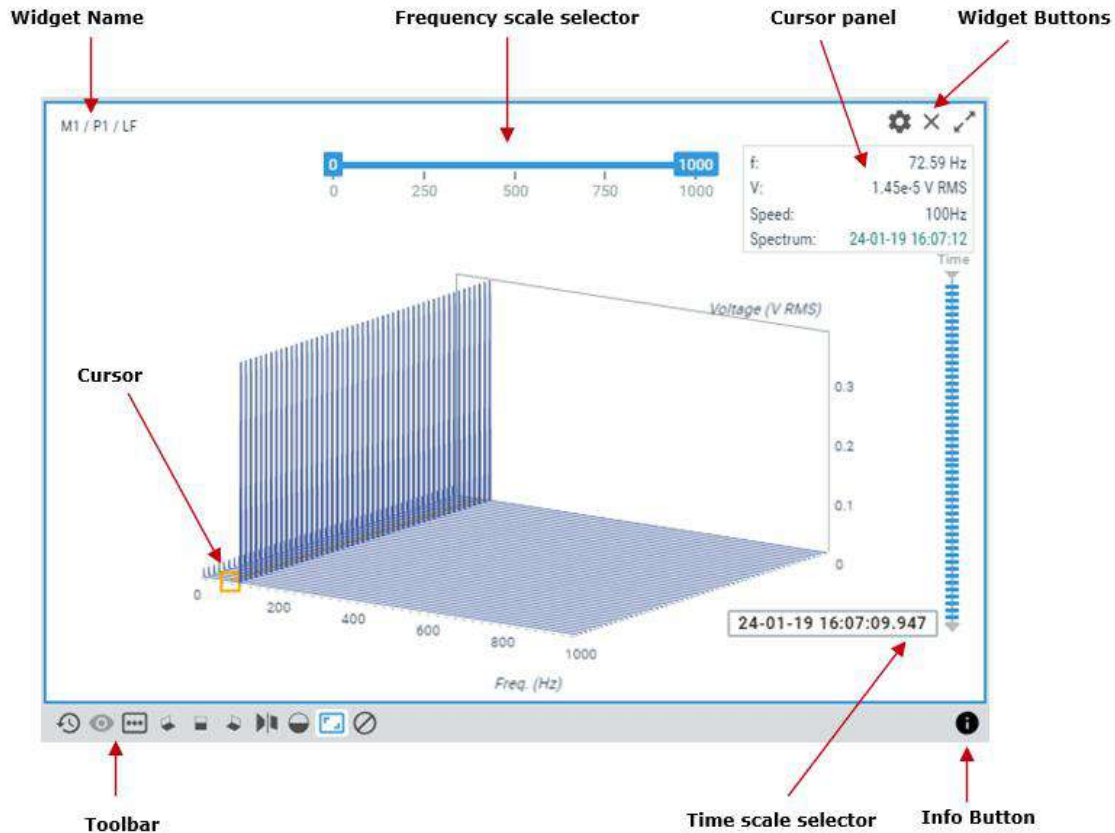 Widget Name
Frequency scale selector
Cursor panel
Widget Buttons
M1 / P1 / LF
0
1000
0
250
500
750
1000
f: 72.59 Hz
V: 1.45e-5 V RMS
Speed: 100Hz
Spectrum: 24-01-19 16:07:12
Time
Voltage (V RMS)
Cursor
0.3
0.2
0.1
0
0
200
400
600
800
1000
24-01-19 16:07:09.947
Freq. (Hz)
Toolbar
Time scale selector
Info Button